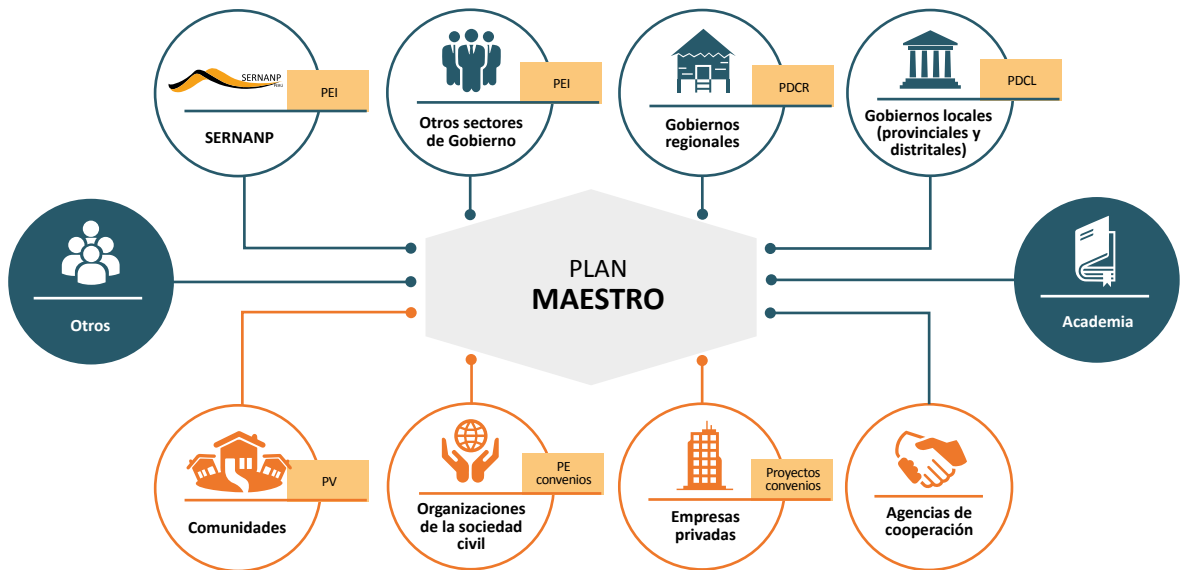 SERNANP
PERÚ
PEI
SERNANP
PEI
Otros sectores
de Gobierno
PDCR
Gobiernos
regionales
PDCL
Gobiernos locales
(provinciales y
distritales)
Otros
PLAN
MAESTRO
Academia
PV
Comunidades
PE
convenios
Organizaciones
de la sociedad
civil
Proyectos
convenios
Empresas
privadas
Agencias de
cooperación